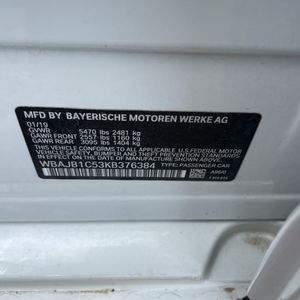 MFD BY BAYERISCHE MOTOREN WERKE AG
01/19
GVWR 5470 lbs 2481 kg
GAWR FRONT 2557 lbs 1160 kg
GAWR REAR 3095 lbs 1404 kg
THIS VEHICLE CONFORMS TO ALL APPLICABLE U.S. FEDERAL MOTOR
VEHICLE SAFETY, BUMPER AND THEFT PREVENTION STANDARDS IN
EFFECT ON THE DATE OF MANUFACTURE SHOWN ABOVE.
WBAJB1C53KB376384 TYPE: PASSENGER CAR
A96/0